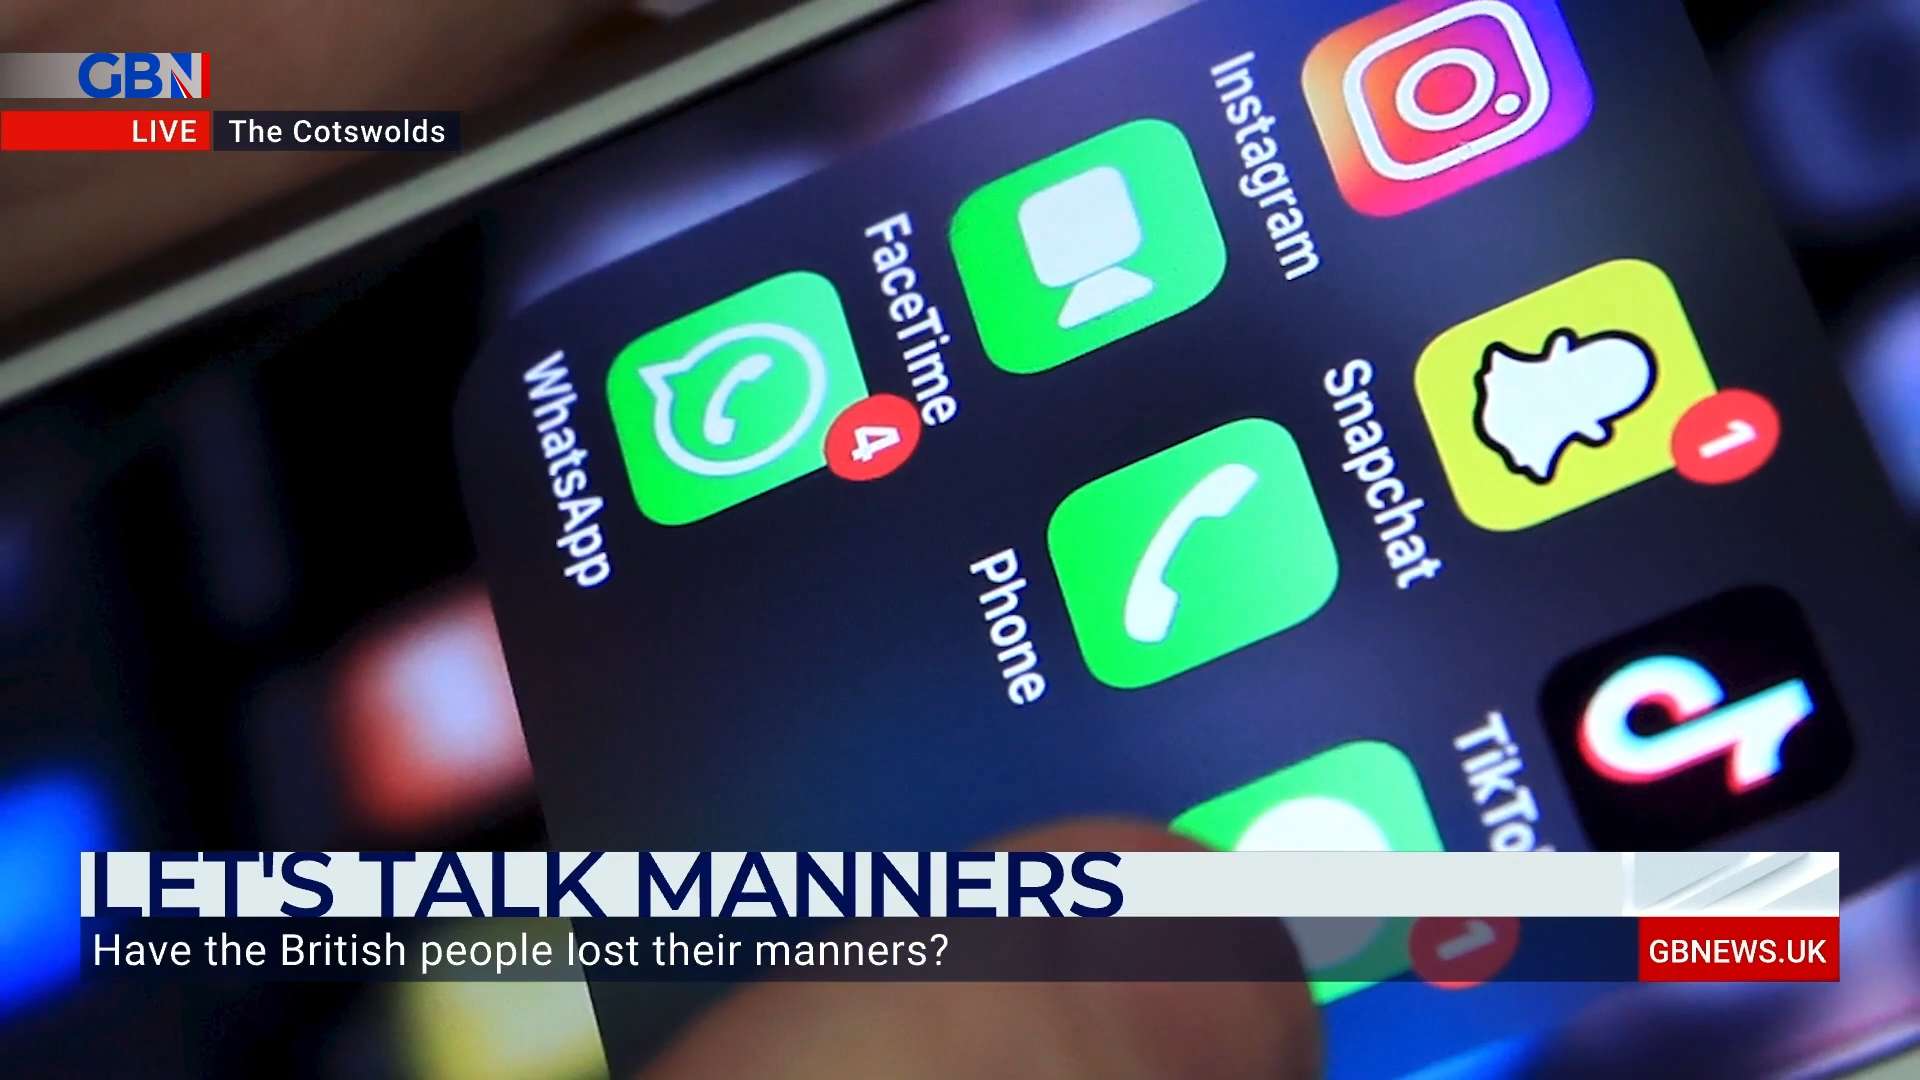 GBN
LIVE The Cotswolds
Instagram
FaceTime
WhatsApp
4
Snapchat
1
Phone
TikTo
LET'S TALK MANNERS
Have the British people lost their manners?
1
GBNEWS.UK